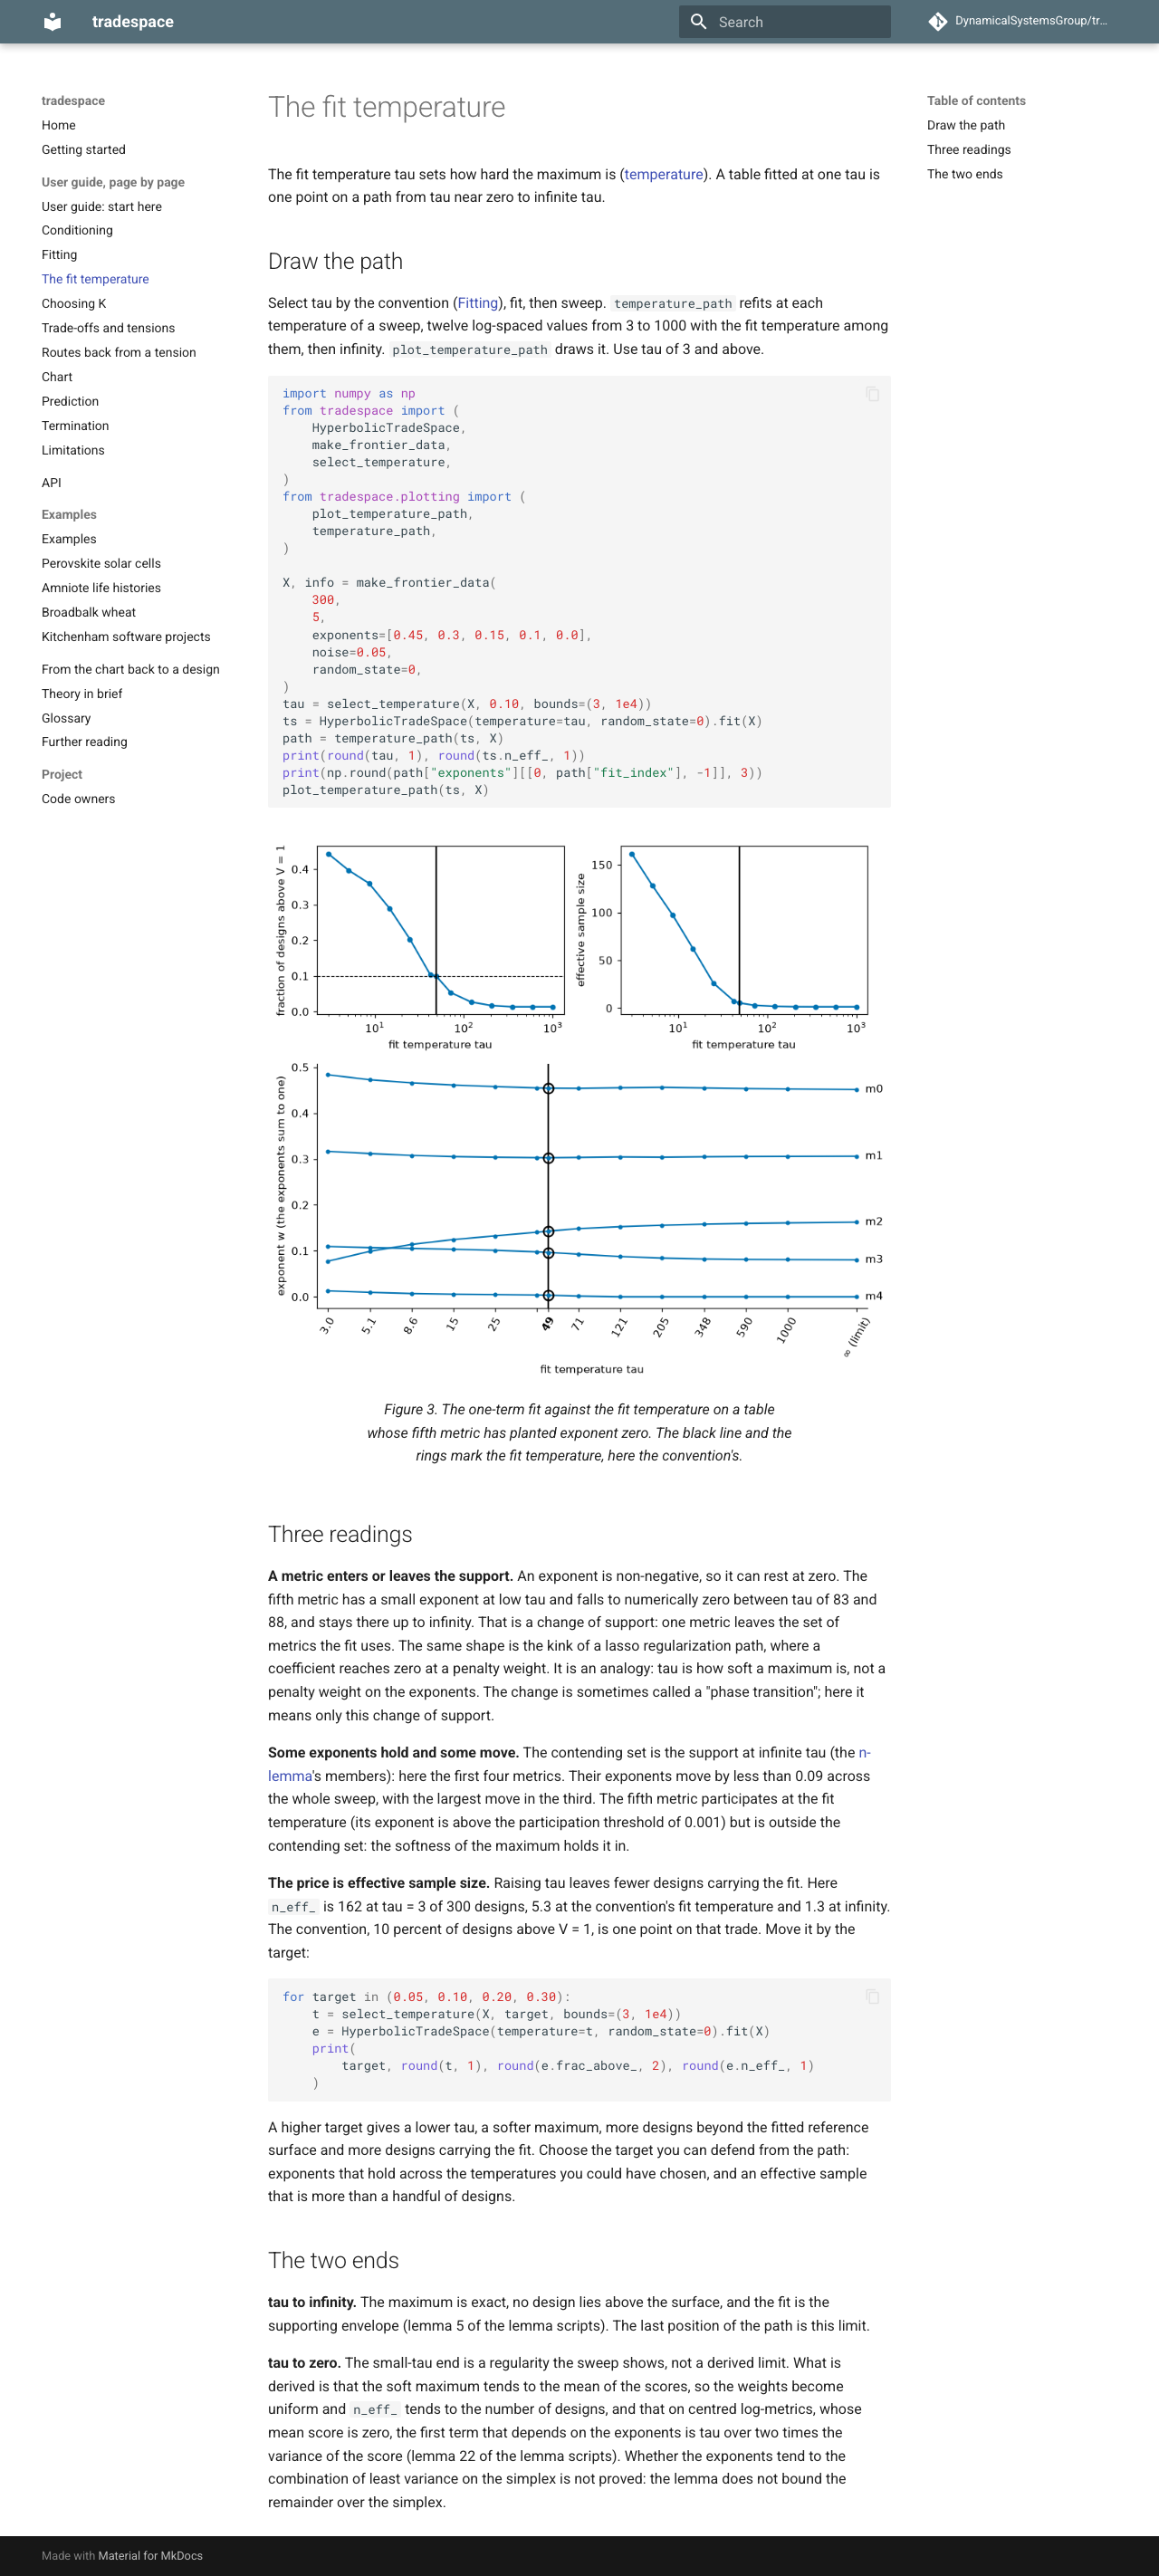 tradespace
Search
DynamicalSystemsGroup/tr...
tradespace
Home
Getting started
User guide, page by page
User guide: start here
Conditioning
Fitting
The fit temperature
Choosing K
Trade-offs and tensions
Routes back from a tension
Chart
Prediction
Termination
Limitations
API
Examples
Examples
Perovskite solar cells
Amniote life histories
Broadbalk wheat
Kitchenham software projects
From the chart back to a design
Theory in brief
Glossary
Further reading
Project
Code owners
Table of contents
Draw the path
Three readings
The two ends
The fit temperature
The fit temperature tau sets how hard the maximum is (temperature). A table fitted at one tau is
one point on a path from tau near zero to infinite tau.
Draw the path
Select tau by the convention (Fitting), fit, then sweep. temperature_path refits at each
temperature of a sweep, twelve log-spaced values from 3 to 1000 with the fit temperature among
them, then infinity. plot_temperature_path draws it. Use tau of 3 and above.
import numpy as np
from tradespace import (
    HyperbolicTradeSpace,
    make_frontier_data,
    select_temperature,
)
from tradespace.plotting import (
    plot_temperature_path,
    temperature_path,
)

X, info = make_frontier_data(
    300,
    5,
    exponents=[0.45, 0.3, 0.15, 0.1, 0.0],
    noise=0.05,
    random_state=0,
)
tau = select_temperature(X, 0.10, bounds=(3, 1e4))
ts = HyperbolicTradeSpace(temperature=tau, random_state=0).fit(X)
path = temperature_path(ts, X)
print(round(tau, 1), round(ts.n_eff_, 1))
print(np.round(path["exponents"][[0, path["fit_index"], -1]], 3))
plot_temperature_path(ts, X)
fraction of designs above V = 1
0.4
0.3
0.2
0.1
0.0
10¹ 10² 10³
fit temperature tau
effective sample size
150
100
50
0
10¹ 10² 10³
fit temperature tau
exponent w (the exponents sum to one)
0.5
0.4
0.3
0.2
0.1
0.0
m0
m1
m2
m3
m4
3.0 5.1 8.6 15 25 49 71 121 205 348 590 1000 ∞ (limit)
fit temperature tau
Figure 3. The one-term fit against the fit temperature on a table
whose fifth metric has planted exponent zero. The black line and the
rings mark the fit temperature, here the convention's.
Three readings
A metric enters or leaves the support. An exponent is non-negative, so it can rest at zero. The
fifth metric has a small exponent at low tau and falls to numerically zero between tau of 83 and
88, and stays there up to infinity. That is a change of support: one metric leaves the set of
metrics the fit uses. The same shape is the kink of a lasso regularization path, where a
coefficient reaches zero at a penalty weight. It is an analogy: tau is how soft a maximum is, not a
penalty weight on the exponents. The change is sometimes called a "phase transition"; here it
means only this change of support.
Some exponents hold and some move. The contending set is the support at infinite tau (the n-
lemma's members): here the first four metrics. Their exponents move by less than 0.09 across
the whole sweep, with the largest move in the third. The fifth metric participates at the fit
temperature (its exponent is above the participation threshold of 0.001) but is outside the
contending set: the softness of the maximum holds it in.
The price is effective sample size. Raising tau leaves fewer designs carrying the fit. Here
n_eff_ is 162 at tau = 3 of 300 designs, 5.3 at the convention's fit temperature and 1.3 at infinity.
The convention, 10 percent of designs above V = 1, is one point on that trade. Move it by the
target:
for target in (0.05, 0.10, 0.20, 0.30):
    t = select_temperature(X, target, bounds=(3, 1e4))
    e = HyperbolicTradeSpace(temperature=t, random_state=0).fit(X)
    print(
        target, round(t, 1), round(e.frac_above_, 2), round(e.n_eff_, 1)
    )
A higher target gives a lower tau, a softer maximum, more designs beyond the fitted reference
surface and more designs carrying the fit. Choose the target you can defend from the path:
exponents that hold across the temperatures you could have chosen, and an effective sample
that is more than a handful of designs.
The two ends
tau to infinity. The maximum is exact, no design lies above the surface, and the fit is the
supporting envelope (lemma 5 of the lemma scripts). The last position of the path is this limit.
tau to zero. The small-tau end is a regularity the sweep shows, not a derived limit. What is
derived is that the soft maximum tends to the mean of the scores, so the weights become
uniform and n_eff_ tends to the number of designs, and that on centred log-metrics, whose
mean score is zero, the first term that depends on the exponents is tau over two times the
variance of the score (lemma 22 of the lemma scripts). Whether the exponents tend to the
combination of least variance on the simplex is not proved: the lemma does not bound the
remainder over the simplex.
Made with Material for MkDocs